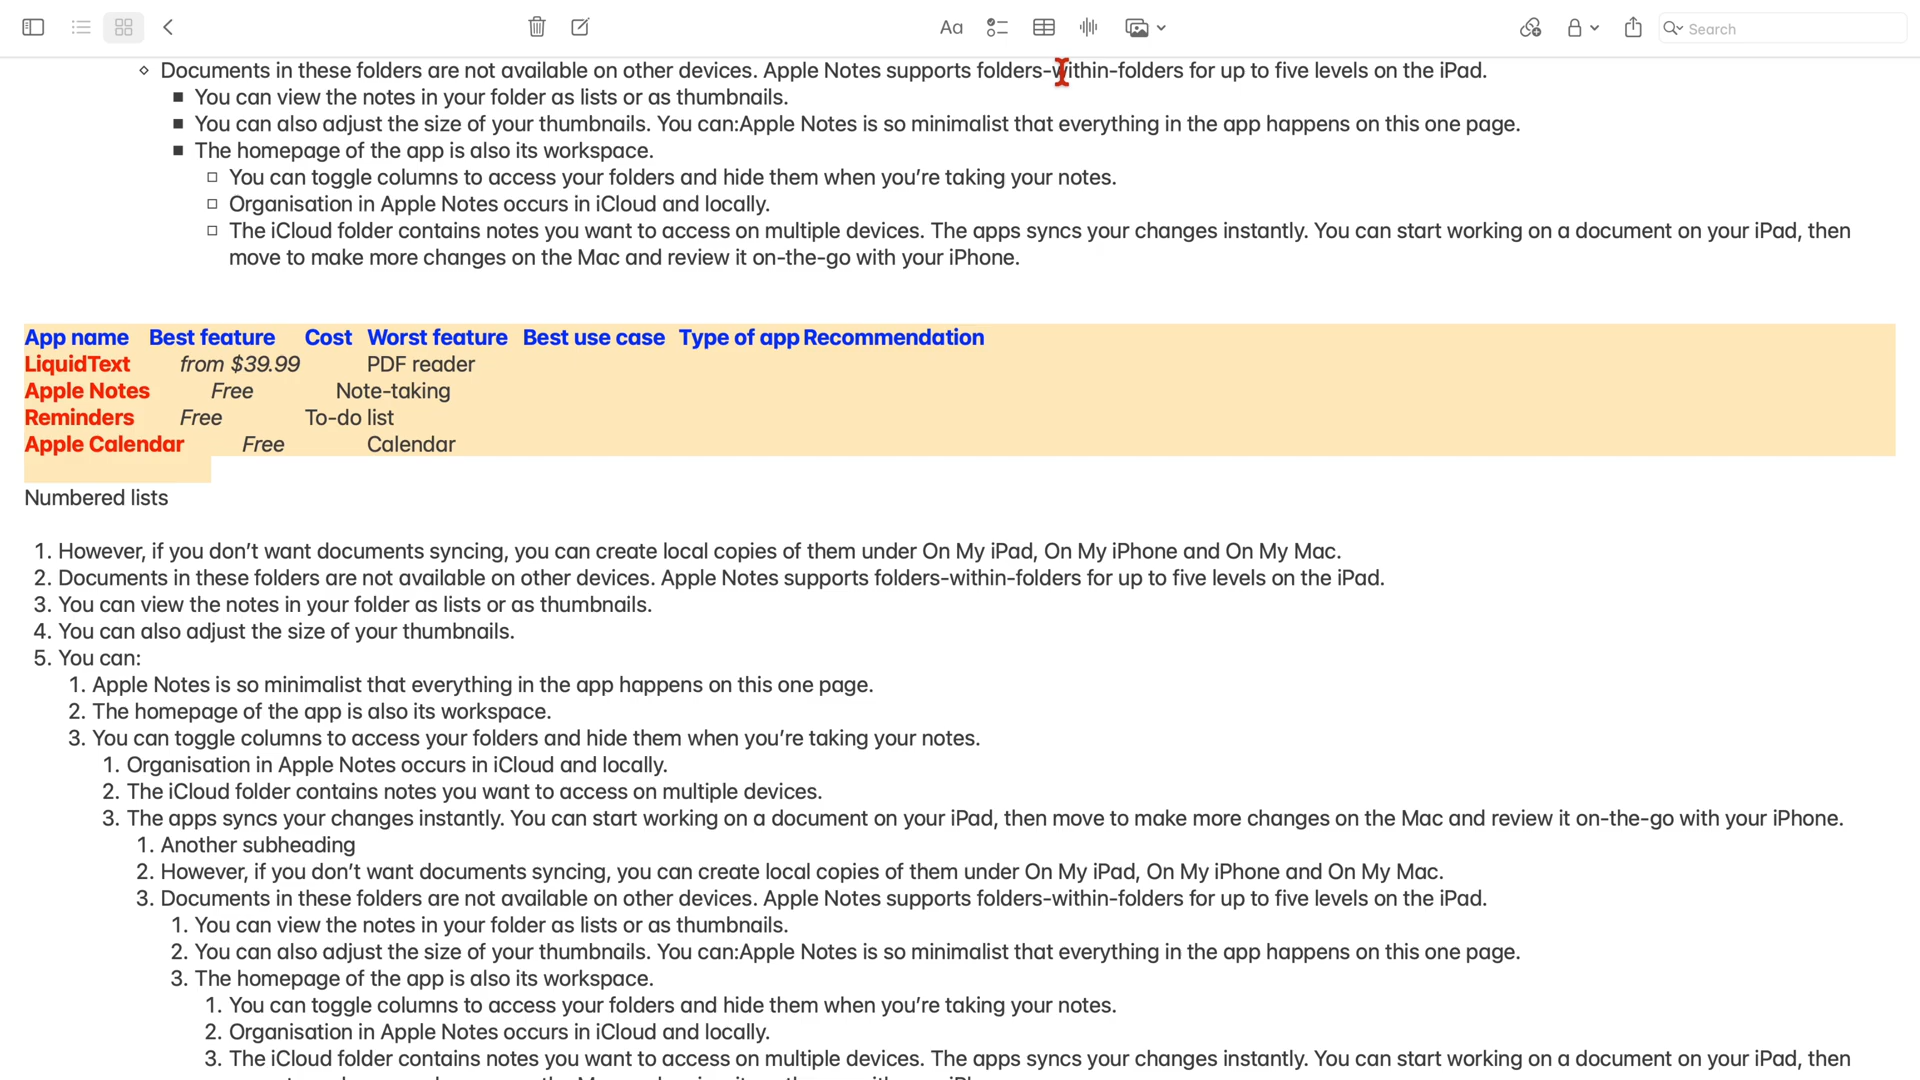 Aa
Search
Documents in these folders are not available on other devices. Apple Notes supports folders-within-folders for up to five levels on the iPad.
You can view the notes in your folder as lists or as thumbnails.
You can also adjust the size of your thumbnails. You can:Apple Notes is so minimalist that everything in the app happens on this one page.
The homepage of the app is also its workspace.
You can toggle columns to access your folders and hide them when you’re taking your notes.
Organisation in Apple Notes occurs in iCloud and locally.
The iCloud folder contains notes you want to access on multiple devices. The apps syncs your changes instantly. You can start working on a document on your iPad, then
move to make more changes on the Mac and review it on-the-go with your iPhone.
App name Best feature Cost Worst feature Best use case Type of app Recommendation
LiquidText from $39.99 PDF reader
Apple Notes Free Note-taking
Reminders Free To-do list
Apple Calendar Free Calendar
Numbered lists
1. However, if you don’t want documents syncing, you can create local copies of them under On My iPad, On My iPhone and On My Mac.
2. Documents in these folders are not available on other devices. Apple Notes supports folders-within-folders for up to five levels on the iPad.
3. You can view the notes in your folder as lists or as thumbnails.
4. You can also adjust the size of your thumbnails.
5. You can:
1. Apple Notes is so minimalist that everything in the app happens on this one page.
2. The homepage of the app is also its workspace.
3. You can toggle columns to access your folders and hide them when you’re taking your notes.
1. Organisation in Apple Notes occurs in iCloud and locally.
2. The iCloud folder contains notes you want to access on multiple devices.
3. The apps syncs your changes instantly. You can start working on a document on your iPad, then move to make more changes on the Mac and review it on-the-go with your iPhone.
1. Another subheading
2. However, if you don’t want documents syncing, you can create local copies of them under On My iPad, On My iPhone and On My Mac.
3. Documents in these folders are not available on other devices. Apple Notes supports folders-within-folders for up to five levels on the iPad.
1. You can view the notes in your folder as lists or as thumbnails.
2. You can also adjust the size of your thumbnails. You can:Apple Notes is so minimalist that everything in the app happens on this one page.
3. The homepage of the app is also its workspace.
1. You can toggle columns to access your folders and hide them when you’re taking your notes.
2. Organisation in Apple Notes occurs in iCloud and locally.
3. The iCloud folder contains notes you want to access on multiple devices. The apps syncs your changes instantly. You can start working on a document on your iPad, then